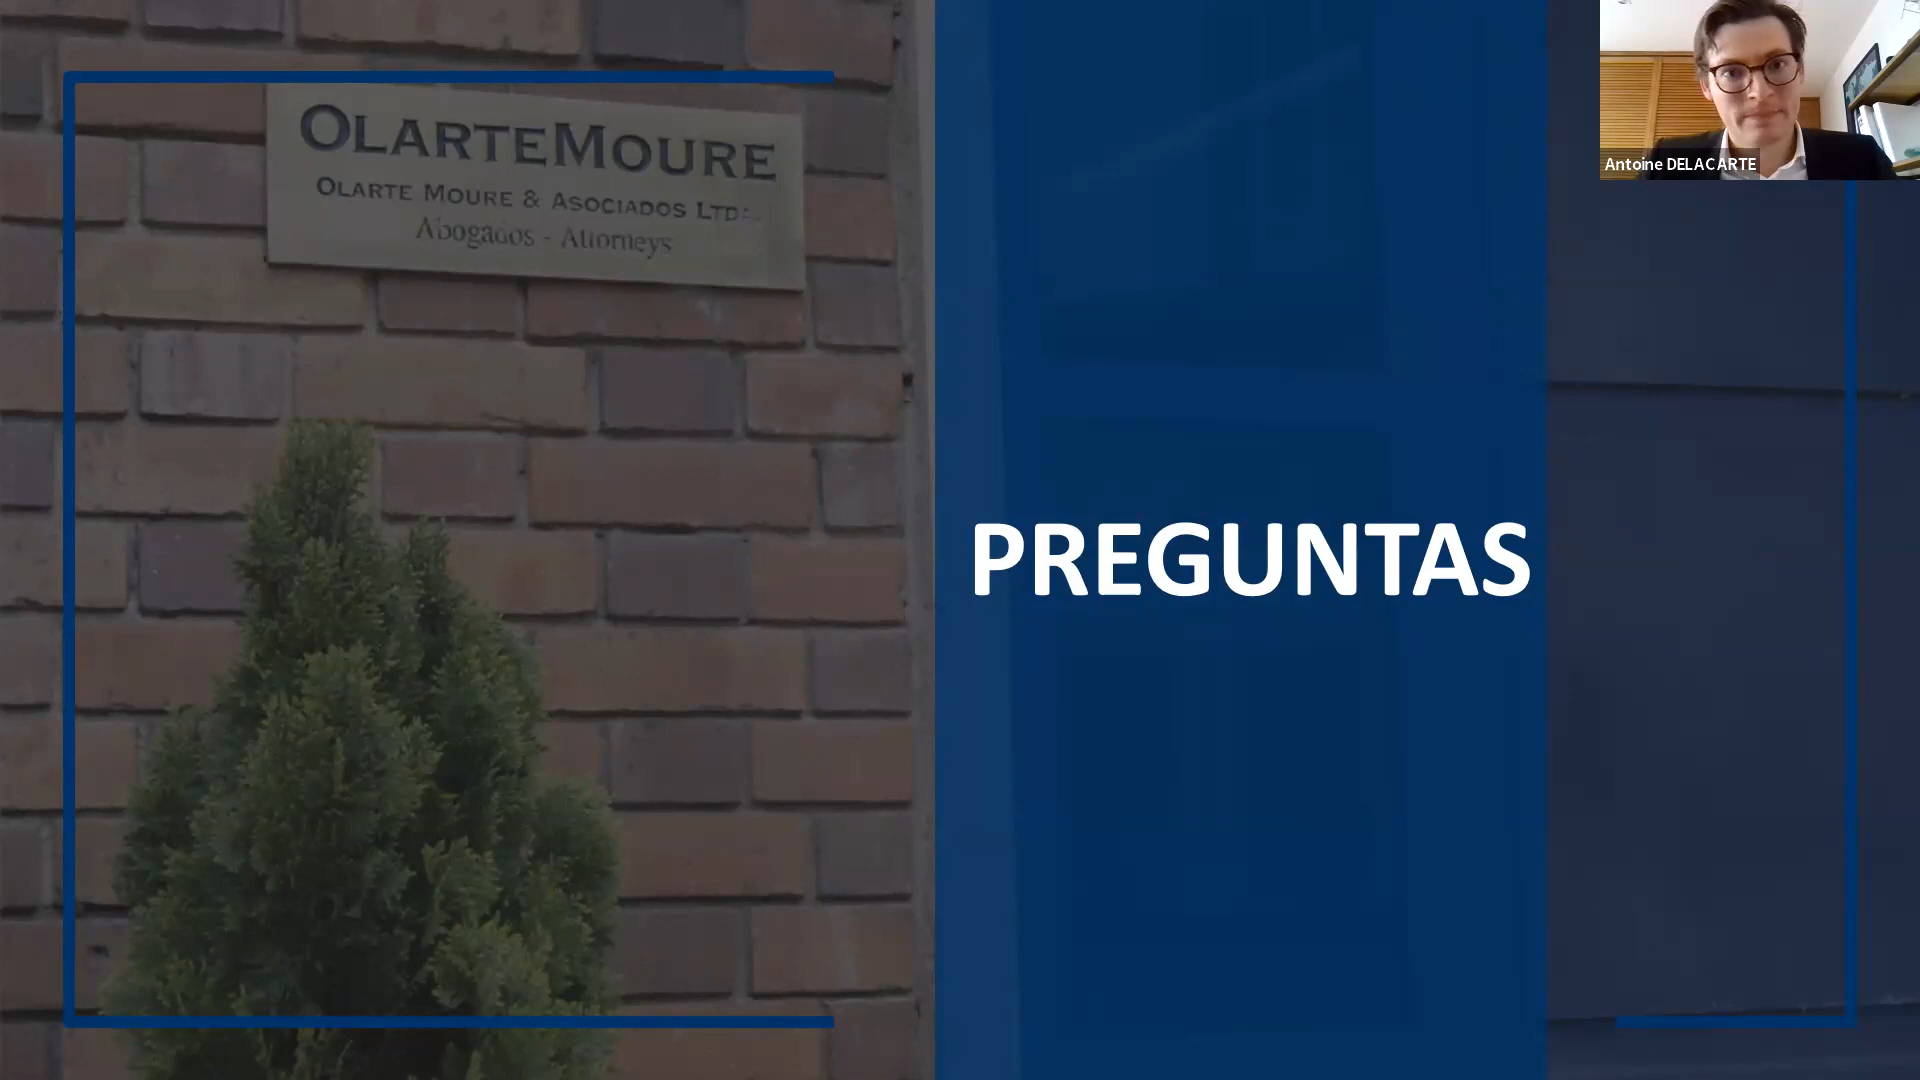 OLARTEMOURE
OLARTE MOURE & ASOCIADOS LTDA.
Abogados - Attorneys
PREGUNTAS
Antoine DELACARTE